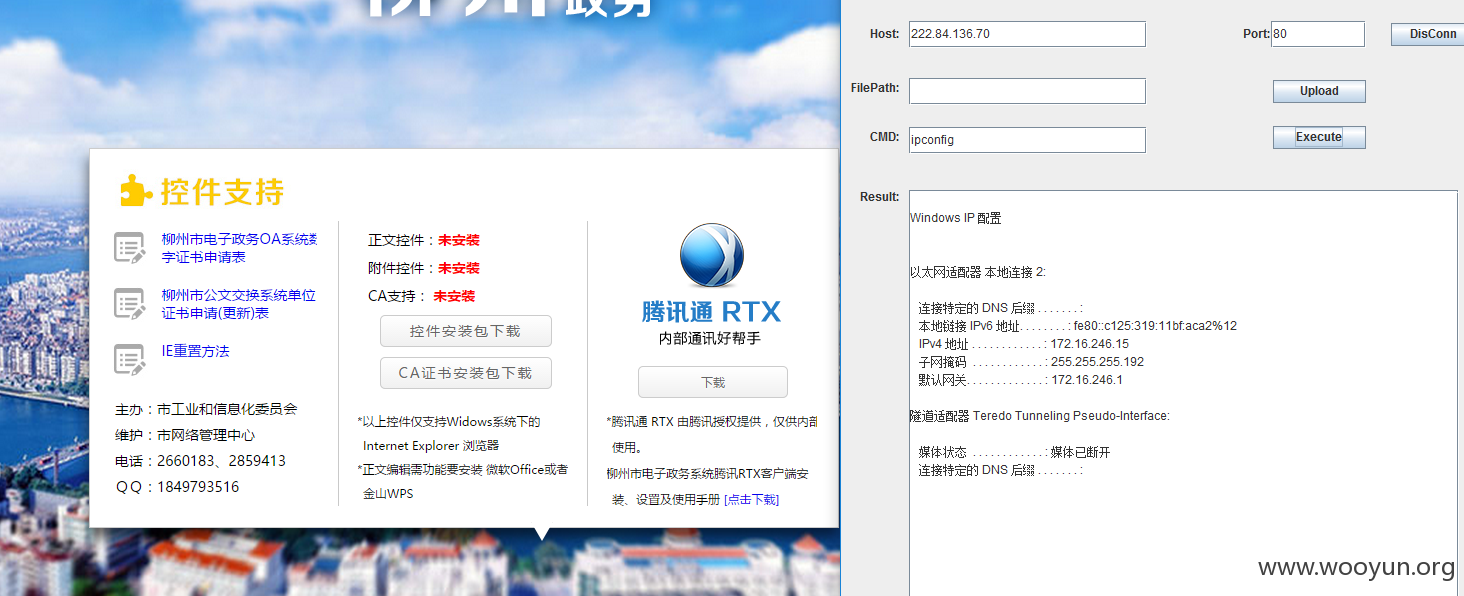 政务
控件支持
柳州市电子政务OA系统数
字证书申请表
柳州市公文交换系统单位
证书申请(更新)表
IE重置方法
主办：市工业和信息化委员会
维护：市网络管理中心
电话：2660183、2859413
QQ：1849793516
正文控件：未安装
附件控件：未安装
CA支持：未安装
控件安装包下载
CA证书安装包下载
*以上控件仅支持Widows系统下的
Internet Explorer 浏览器
*正文编辑需功能要安装 微软Office或者
金山WPS
腾讯通 RTX
内部通讯好帮手
下载
*腾讯通 RTX 由腾讯授权提供，仅供内部
使用。
柳州市电子政务系统腾讯RTX客户端安
装、设置及使用手册 [点击下载]
Host: 222.84.136.70 Port: 80 DisConn
FilePath: Upload
CMD: ipconfig Execute
Result:
Windows IP 配置
以太网适配器 本地连接 2:
连接特定的 DNS 后缀 . . . . . . . :
本地链接 IPv6 地址. . . . . . . . : fe80::c125:319:11bf:aca2%12
IPv4 地址 . . . . . . . . . . . . : 172.16.246.15
子网掩码 . . . . . . . . . . . . : 255.255.255.192
默认网关. . . . . . . . . . . . . : 172.16.246.1
隧道适配器 Teredo Tunneling Pseudo-Interface:
媒体状态 . . . . . . . . . . . . : 媒体已断开
连接特定的 DNS 后缀 . . . . . . . :
www.wooyun.org